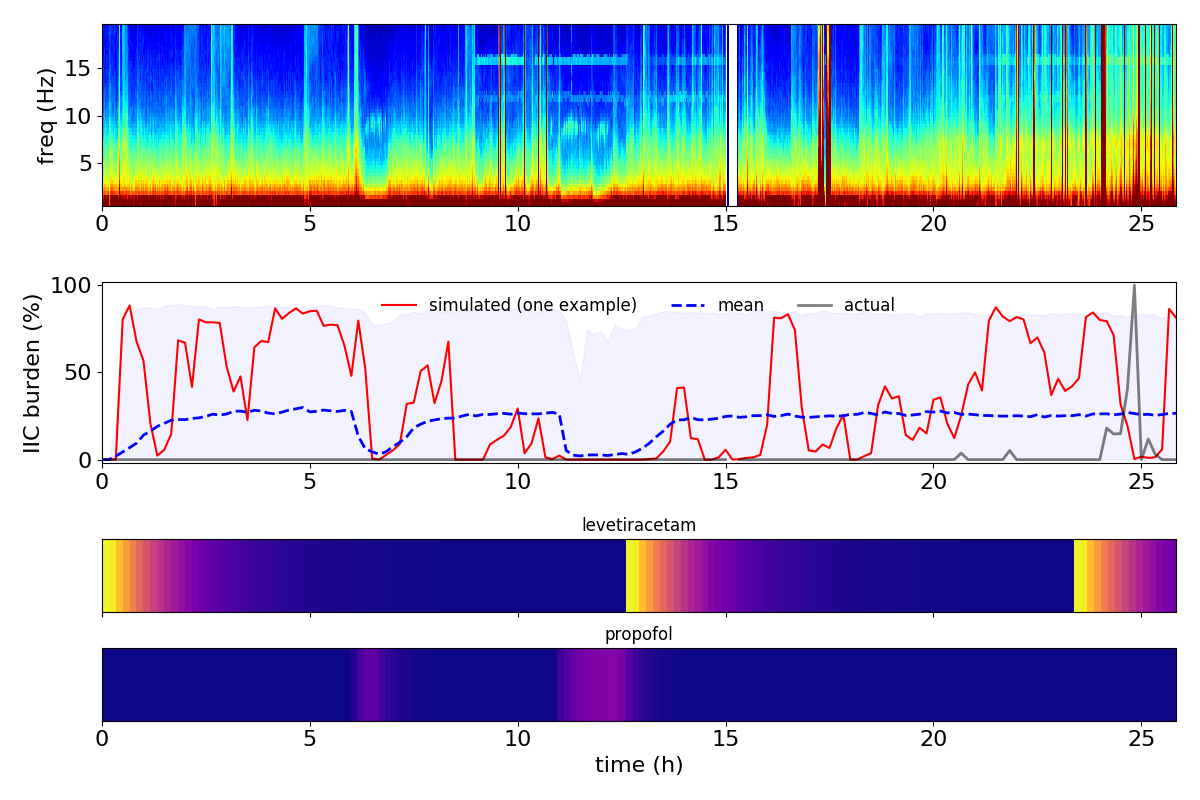 freq (Hz)
15
10
5
0 5 10 15 20 25
IIC burden (%)
100
50
0
simulated (one example) mean actual
0 5 10 15 20 25
levetiracetam
propofol
0 5 10 15 20 25
time (h)